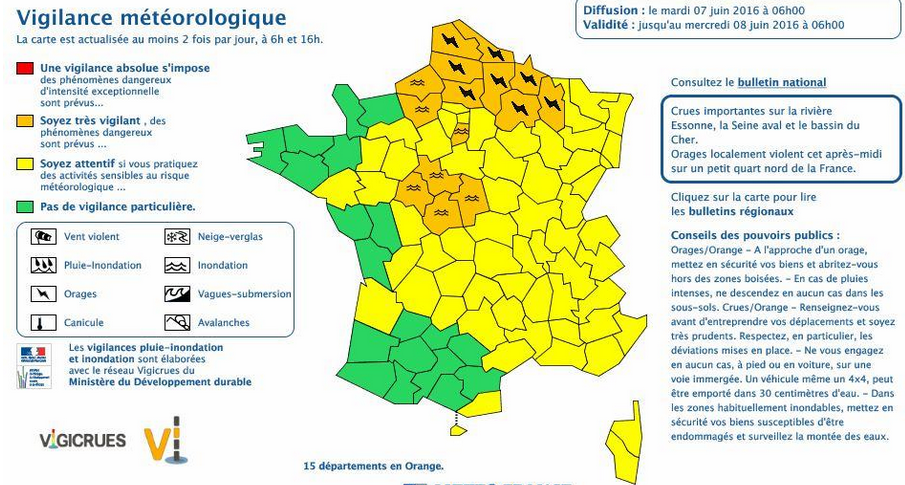 Vigilance météorologique
La carte est actualisée au moins 2 fois par jour, à 6h et 16h.
Diffusion : le mardi 07 juin 2016 à 06h00
Validité : jusqu'au mercredi 08 juin 2016 à 06h00
Une vigilance absolue s'impose
des phénomènes dangereux
d'intensité exceptionnelle
sont prévus...
Soyez très vigilant , des
phénomènes dangereux
sont prévus...
Soyez attentif si vous pratiquez
des activités sensibles au risque
météorologique ...
Pas de vigilance particulière.
Vent violent
Neige-verglas
Pluie-Inondation
Inondation
Orages
Vagues-submersion
Canicule
Avalanches
Les vigilances pluie-inondation
et inondation sont élaborées
avec le réseau Vigicrues du
Ministère du Développement durable
VIGICRUES
Vi
15 départements en Orange.
Consultez le bulletin national
Crues importantes sur la rivière
Essonne, la Seine aval et le bassin du
Cher.
Orages localement violent cet après-midi
sur un petit quart nord de la France.
Cliquez sur la carte pour lire
les bulletins régionaux
Conseils des pouvoirs publics :
Orages/Orange - A l'approche d'un orage,
mettez en sécurité vos biens et abritez-vous
hors des zones boisées. - En cas de pluies
intenses, ne descendez en aucun cas dans les
sous-sols. Crues/Orange - Renseignez-vous
avant d'entreprendre vos déplacements et soyez
très prudents. Respectez, en particulier, les
déviations mises en place. - Ne vous engagez
en aucun cas, à pied ou en voiture, sur une
voie immergée. Un véhicule même un 4x4, peut
être emporté dans 30 centimètres d'eau. - Dans
les zones habituellement inondables, mettez en
sécurité vos biens susceptibles d'être
endommagés et surveillez la montée des eaux.